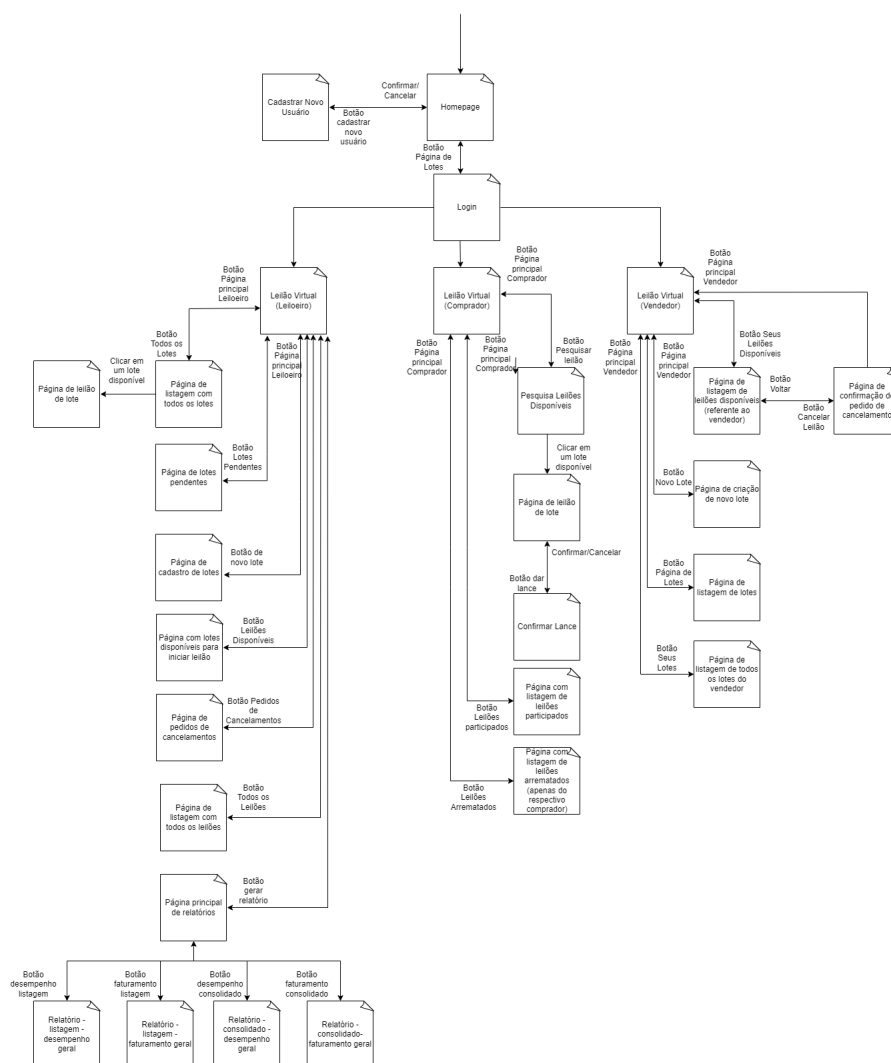 Cadastrar Novo
Usuário
Confirmar/
Cancelar
Botão
cadastrar
novo
usuário
Homepage
Botão
Página de
Lotes
Login
Botão
Página
principal
Leiloeiro
Leilão Virtual
(Leiloeiro)
Botão
Página
principal
Comprador
Leilão Virtual
(Comprador)
Botão
Página
principal
Vendedor
Leilão Virtual
(Vendedor)
Botão
Todos os
Lotes
Botão
Página
principal
Leiloeiro
Botão
Página
principal
Comprador
Botão
Página
principal
Comprador
Botão
Pesquisar
leilão
Botão
Página
principal
Vendedor
Botão
Página
principal
Vendedor
Botão Seus
Leilões
Disponíveis
Clicar em
um lote
disponível
Página de leilão
de lote
Página de
listagem com
todos os lotes
Pesquisa Leilões
Disponíveis
Página de
listagem de
leilões disponíveis
(referente ao
vendedor)
Botão
Voltar
Botão
Cancelar
Leilão
Página de
confirmação do
pedido de
cancelamento
Botão
Lotes
Pendentes
Página de lotes
pendentes
Clicar em
um lote
disponível
Página de leilão
de lote
Botão
Novo Lote
Página de criação
de novo lote
Página de
cadastro de lotes
Botão de
novo lote
Confirmar/Cancelar
Botão dar
lance
Confirmar Lance
Botão
Página de
Lotes
Página de
listagem de lotes
Página com lotes
disponíveis para
iniciar leilão
Botão
Leilões
Disponíveis
Botão
Seus
Lotes
Página de
listagem de todos
os lotes do
vendedor
Página de
pedidos de
cancelamentos
Botão Pedidos
de
Cancelamentos
Página com
listagem de
leilões
participados
Botão
Leilões
participados
Página com
listagem de
leilões
arrematados
(apenas do
respectivo
comprador)
Botão
Leilões
Arrematados
Página de
listagem com
todos os leilões
Botão
Todos os
Leilões
Página principal
de relatórios
Botão
gerar
relatório
Botão
desempenho
listagem
Botão
faturamento
listagem
Botão
desempenho
consolidado
Botão
faturamento
consolidado
Relatório -
listagem -
desempenho
geral
Relatório -
listagem -
faturamento geral
Relatório -
consolidado -
desempenho
geral
Relatório -
consolidado-
faturamento geral